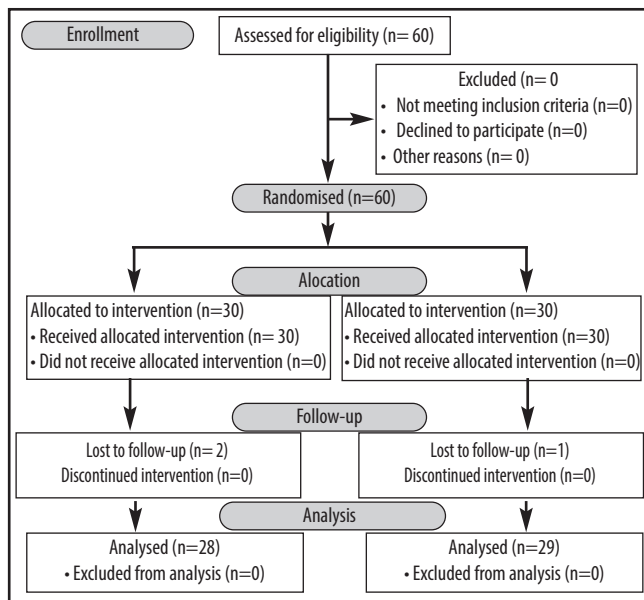 Enrollment
Assessed for eligibility (n= 60)
Excluded (n= 0
• Not meeting inclusion criteria (n=0)
• Declined to participate (n=0)
• Other reasons (n= 0)
Randomised (n=60)
Alocation
Allocated to intervention (n=30)
• Received allocated intervention (n= 30)
• Did not receive allocated intervention (n=0)
Allocated to intervention (n=30)
• Received allocated intervention (n=30)
• Did not receive allocated intervention (n=0)
Follow-up
Lost to follow-up (n= 2)
Discontinued intervention (n=0)
Lost to follow-up (n=1)
Discontinued intervention (n=0)
Analysis
Analysed (n=28)
• Excluded from analysis (n=0)
Analysed (n=29)
• Excluded from analysis (n=0)